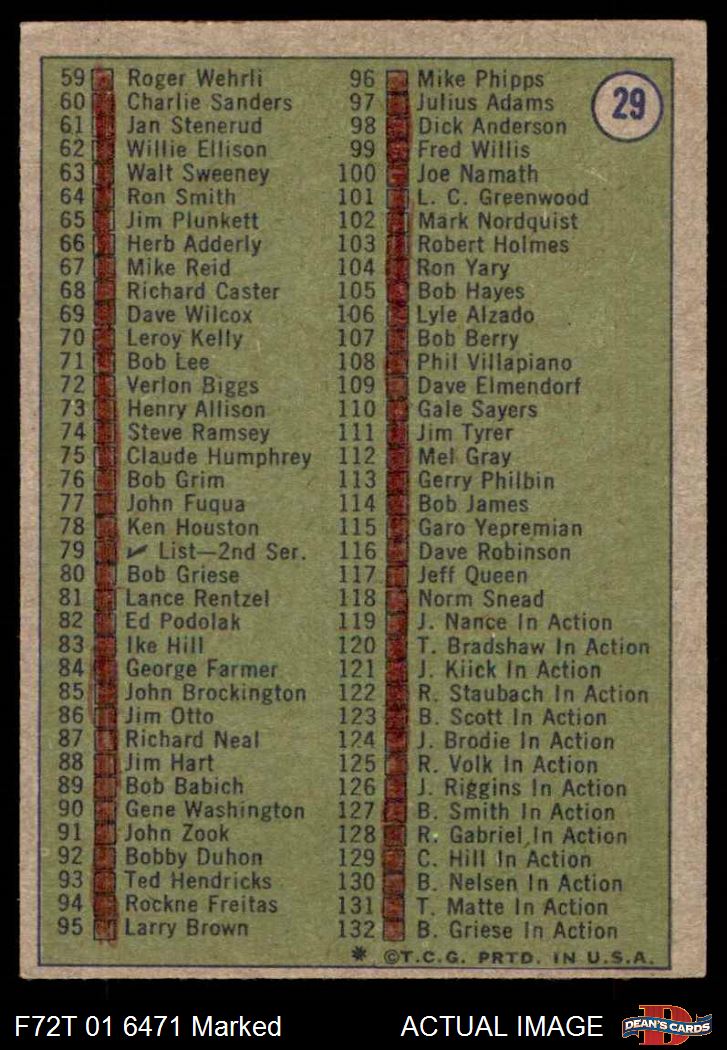 29
59 Roger Wehrli
60 Charlie Sanders
61 Jan Stenerud
62 Willie Ellison
63 Walt Sweeney
64 Ron Smith
65 Jim Plunkett
66 Herb Adderly
67 Mike Reid
68 Richard Caster
69 Dave Wilcox
70 Leroy Kelly
71 Bob Lee
72 Verlon Biggs
73 Henry Allison
74 Steve Ramsey
75 Claude Humphrey
76 Bob Grim
77 John Fuqua
78 Ken Houston
79 ✓ List—2nd Ser.
80 Bob Griese
81 Lance Rentzel
82 Ed Podolak
83 Ike Hill
84 George Farmer
85 John Brockington
86 Jim Otto
87 Richard Neal
88 Jim Hart
89 Bob Babich
90 Gene Washington
91 John Zook
92 Bobby Duhon
93 Ted Hendricks
94 Rockne Freitas
95 Larry Brown
96 Mike Phipps
97 Julius Adams
98 Dick Anderson
99 Fred Willis
100 Joe Namath
101 L. C. Greenwood
102 Mark Nordquist
103 Robert Holmes
104 Ron Yary
105 Bob Hayes
106 Lyle Alzado
107 Bob Berry
108 Phil Villapiano
109 Dave Elmendorf
110 Gale Sayers
111 Jim Tyrer
112 Mel Gray
113 Gerry Philbin
114 Bob James
115 Garo Yepremian
116 Dave Robinson
117 Jeff Queen
118 Norm Snead
119 J. Nance In Action
120 T. Bradshaw In Action
121 J. Kiick In Action
122 R. Staubach In Action
123 B. Scott In Action
124 J. Brodie In Action
125 R. Volk In Action
126 J. Riggins In Action
127 B. Smith In Action
128 R. Gabriel In Action
129 C. Hill In Action
130 B. Nelsen In Action
131 T. Matte In Action
132 B. Griese In Action
* ©T.C.G. PRTD. IN U.S.A.
F72T 01 6471 Marked
ACTUAL IMAGE
D
DEAN'S CARDS